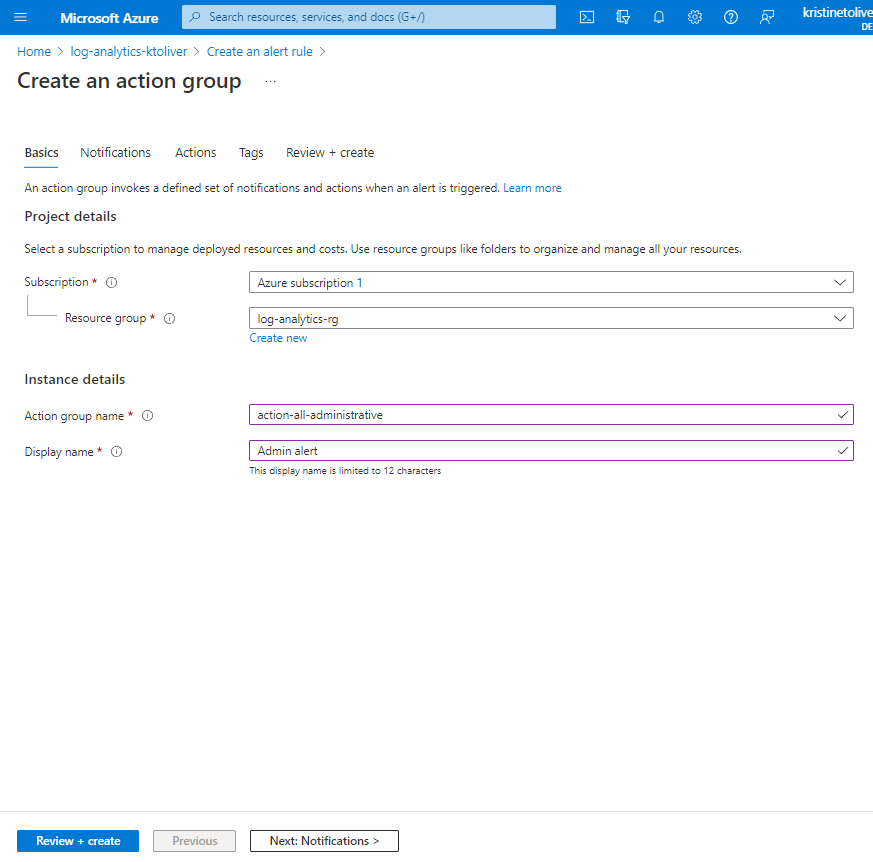 Microsoft Azure
Search resources, services, and docs (G+/)
kristinetolive
DE
Home > log-analytics-ktoliver > Create an alert rule >
Create an action group ...
Basics Notifications Actions Tags Review + create
An action group invokes a defined set of notifications and actions when an alert is triggered. Learn more
Project details
Select a subscription to manage deployed resources and costs. Use resource groups like folders to organize and manage all your resources.
Subscription * Azure subscription 1
Resource group * log-analytics-rg
Create new
Instance details
Action group name * action-all-administrative
Display name * Admin alert
This display name is limited to 12 characters
Review + create Previous Next: Notifications >